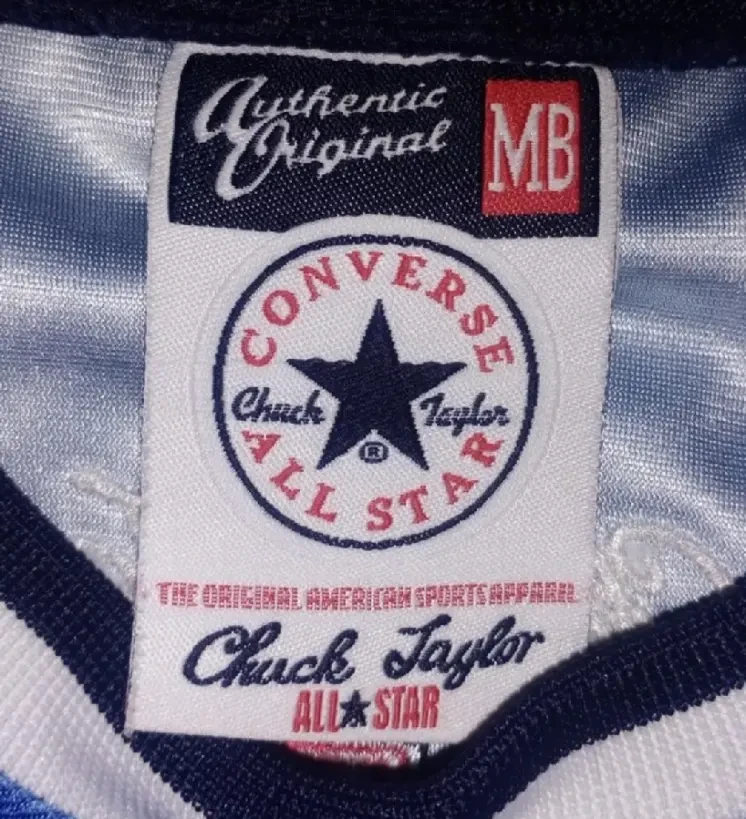 Authentic
Original
MB
CONVERSE
Chuck Taylor
®
ALL STAR
THE ORIGINAL AMERICAN SPORTS APPAREL
Chuck Taylor
ALL★STAR